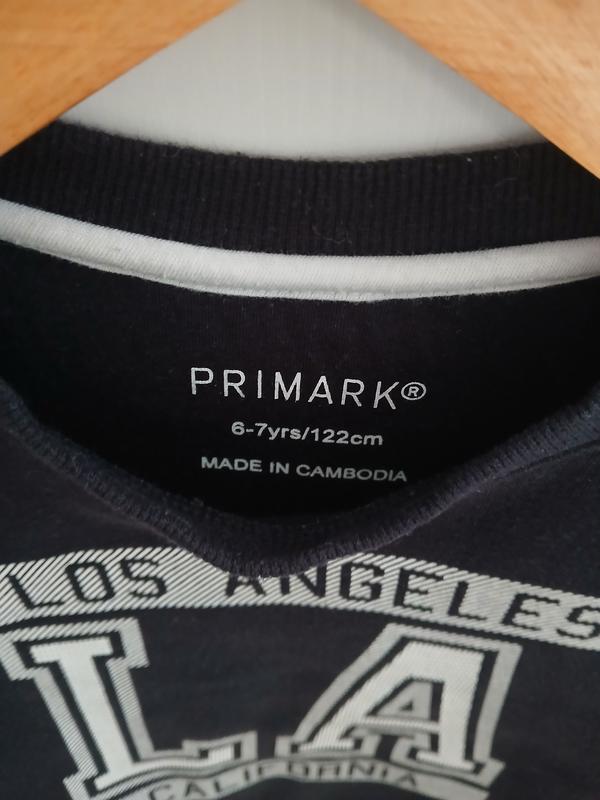 PRIMARK®
6-7yrs/122cm
MADE IN CAMBODIA
LOS ANGELES
LA
CALIFORNIA